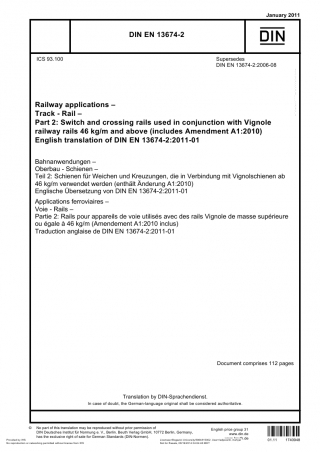 January 2011
DIN EN 13674-2
DIN
ICS 93.100
Supersedes
DIN EN 13674-2:2006-08
Railway applications –
Track - Rail –
Part 2: Switch and crossing rails used in conjunction with Vignole
railway rails 46 kg/m and above (includes Amendment A1:2010)
English translation of DIN EN 13674-2:2011-01
Bahnanwendungen –
Oberbau - Schienen –
Teil 2: Schienen für Weichen und Kreuzungen, die in Verbindung mit Vignolschienen ab
46 kg/m verwendet werden (enthält Änderung A1:2010)
Englische Übersetzung von DIN EN 13674-2:2011-01
Applications ferroviaires –
Voie - Rails –
Partie 2: Rails pour appareils de voie utilisés avec des rails Vignole de masse supérieure
ou égale à 46 kg/m (Amendement A1:2010 inclus)
Traduction anglaise de DIN EN 13674-2:2011-01
Document comprises 112 pages
Translation by DIN-Sprachendienst.
In case of doubt, the German-language original shall be considered authoritative.
© No part of this translation may be reproduced without prior permission of
DIN Deutsches Institut für Normung e. V., Berlin. Beuth Verlag GmbH, 10772 Berlin, Germany,
has the exclusive right of sale for German Standards (DIN-Normen).
English price group 31
www.din.de